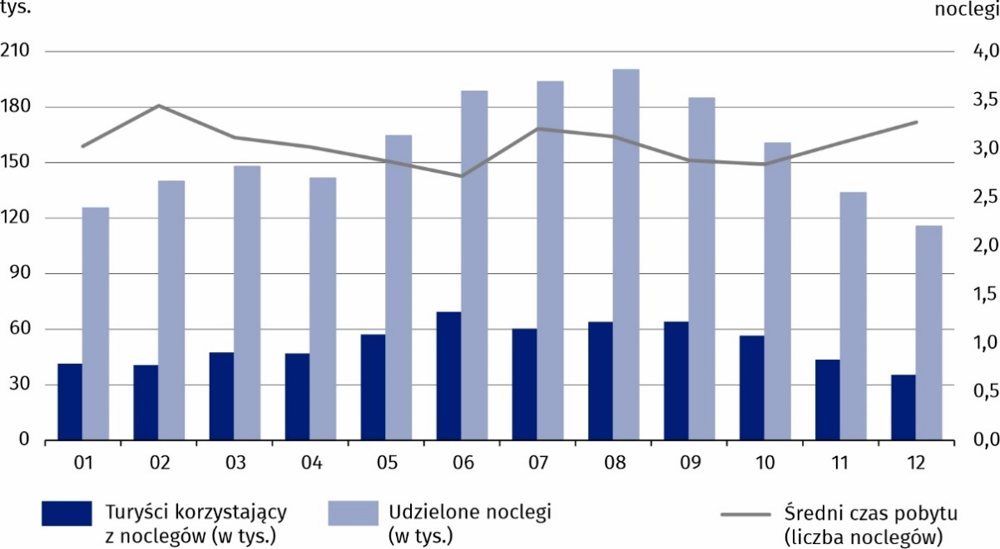 tys.
noclegi
210
180
150
120
90
60
30
0
4,0
3,5
3,0
2,5
2,0
1,5
1,0
0,5
0,0
01 02 03 04 05 06 07 08 09 10 11 12
Turyści korzystający
z noclegów (w tys.)
Udzielone noclegi
(w tys.)
Średni czas pobytu
(liczba noclegów)